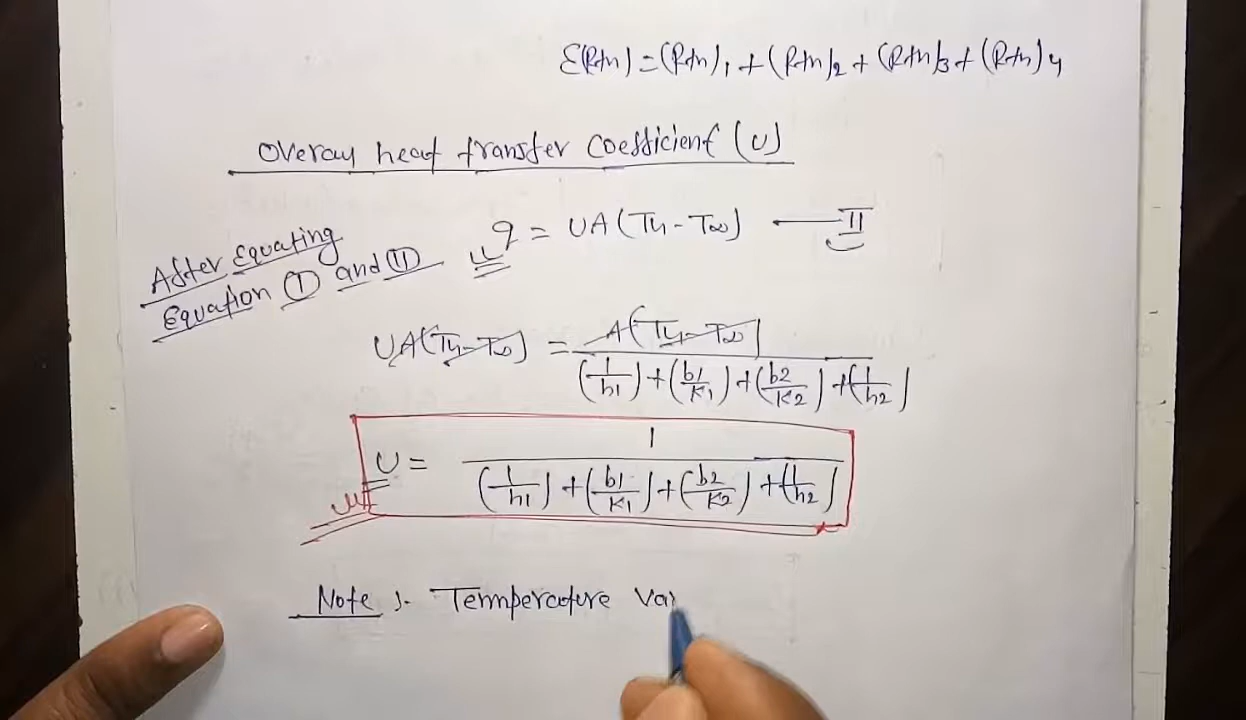 Σ(Rth) = (Rth)1 + (Rth)2 + (Rth)3 + (Rth)4
Overall heat transfer coefficient (U)
q = UA(T4 - T∞) — II
After Equating
Equation I and II
UA(T4 - T∞) = A(T4 - T∞) / (1/h1) + (b1/K1) + (b2/K2) + (1/h2)
U = 1 / (1/h1) + (b1/K1) + (b2/K2) + (1/h2)
Note :- Temperature Var